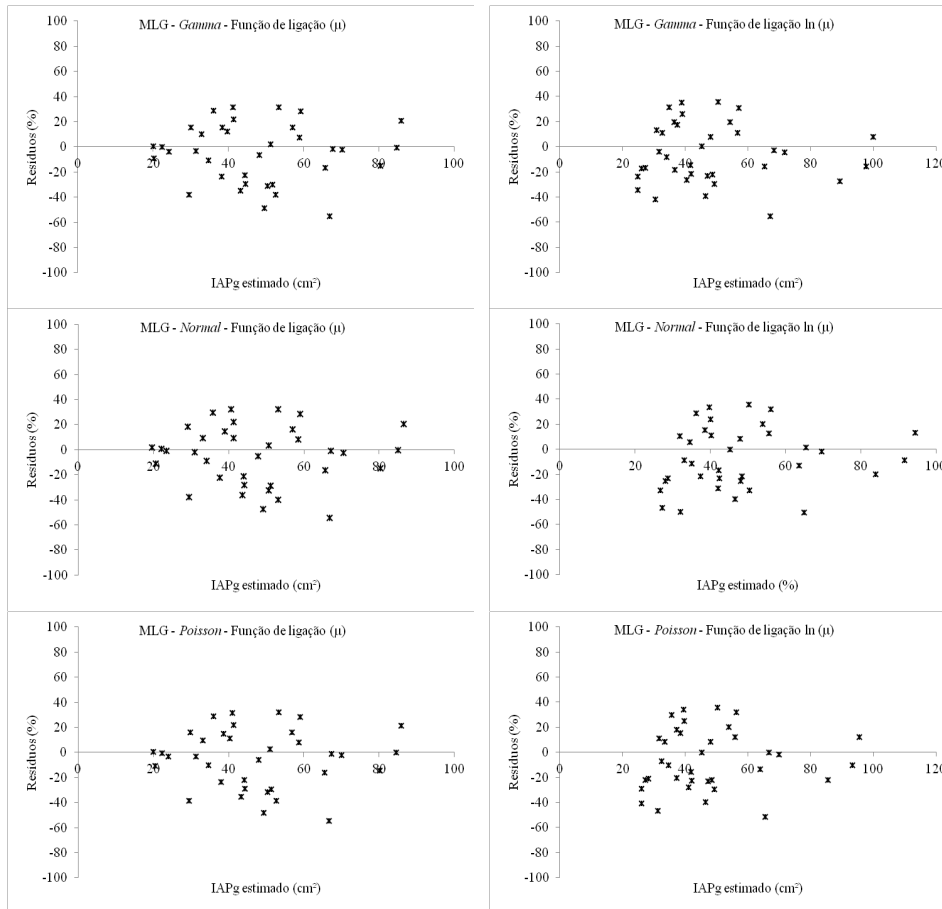 MLG - Gamma - Função de ligação (μ)
100
80
60
40
20
0
-20
-40
-60
-80
-100
Resíduos (%)
0 20 40 60 80 100
IAPg estimado (cm²)
MLG - Gamma - Função de ligação ln (μ)
100
80
60
40
20
0
-20
-40
-60
-80
-100
Resíduos (%)
0 20 40 60 80 100
IAPg estimado (cm²)
MLG - Normal - Função de ligação (μ)
100
80
60
40
20
0
-20
-40
-60
-80
-100
Resíduos (%)
0 20 40 60 80 100
IAPg estimado (cm²)
MLG - Normal - Função de ligação ln (μ)
100
80
60
40
20
0
-20
-40
-60
-80
-100
Resíduos (%)
0 20 40 60 80 100
IAPg estimado (%)
MLG - Poisson - Função de ligação (μ)
100
80
60
40
20
0
-20
-40
-60
-80
-100
Resíduos (%)
0 20 40 60 80 100
IAPg estimado (cm²)
MLG - Poisson - Função de ligação ln (μ)
100
80
60
40
20
0
-20
-40
-60
-80
-100
Resíduos (%)
0 20 40 60 80 100
IAPg estimado (cm²)